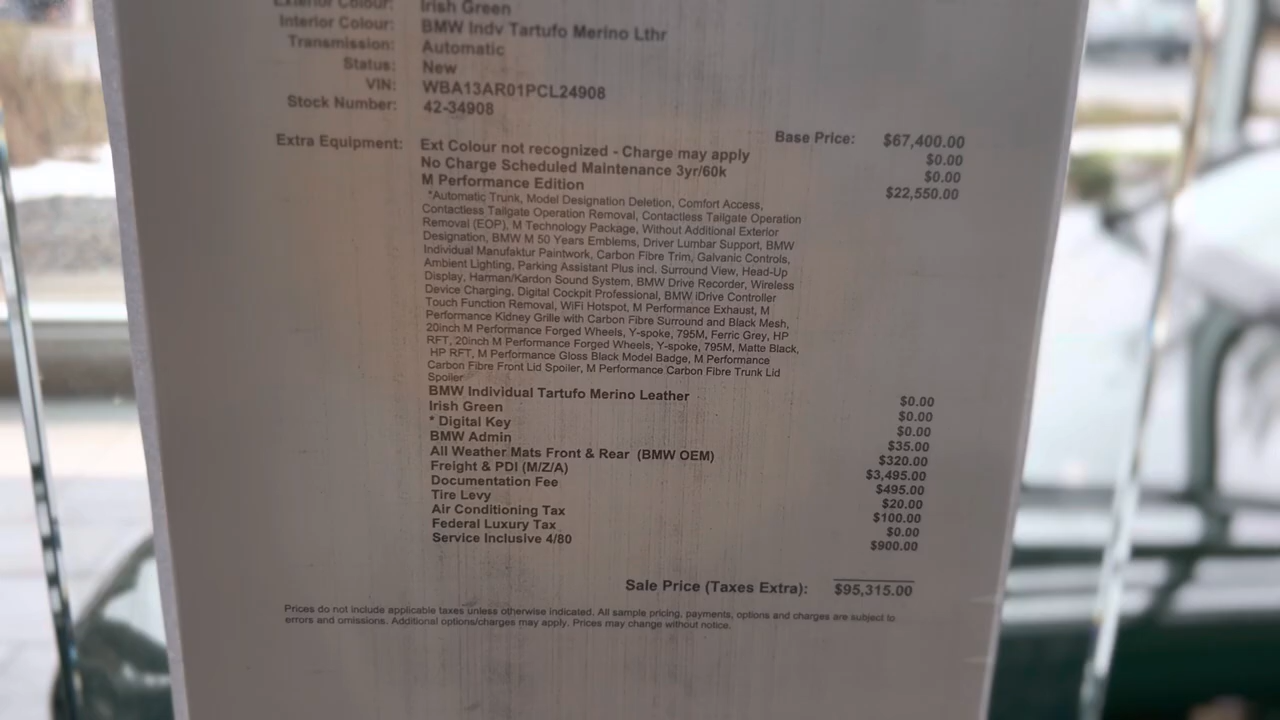 Exterior Colour: Irish Green
Interior Colour: BMW Indv Tartufo Merino Lthr
Transmission: Automatic
Status: New
VIN: WBA13AR01PCL24908
Stock Number: 42-34908
Base Price: $67,400.00
Extra Equipment: Ext Colour not recognized - Charge may apply $0.00
No Charge Scheduled Maintenance 3yr/60k $0.00
M Performance Edition $22,550.00
*Automatic Trunk, Model Designation Deletion, Comfort Access,
Contactless Tailgate Operation Removal, Contactless Tailgate Operation
Removal (EOP), M Technology Package, Without Additional Exterior
Designation, BMW M 50 Years Emblems, Driver Lumbar Support, BMW
Individual Manufaktur Paintwork, Carbon Fibre Trim, Galvanic Controls,
Ambient Lighting, Parking Assistant Plus incl. Surround View, Head-Up
Display, Harman/Kardon Sound System, BMW Drive Recorder, Wireless
Device Charging, Digital Cockpit Professional, BMW iDrive Controller
Touch Function Removal, WiFi Hotspot, M Performance Exhaust, M
Performance Kidney Grille with Carbon Fibre Surround and Black Mesh,
20inch M Performance Forged Wheels, Y-spoke, 795M, Ferric Grey, HP
RFT, 20inch M Performance Forged Wheels, Y-spoke, 795M, Matte Black,
HP RFT, M Performance Gloss Black Model Badge, M Performance
Carbon Fibre Front Lid Spoiler, M Performance Carbon Fibre Trunk Lid
Spoiler
BMW Individual Tartufo Merino Leather $0.00
Irish Green $0.00
* Digital Key $0.00
BMW Admin $35.00
All Weather Mats Front & Rear (BMW OEM) $320.00
Freight & PDI (M/Z/A) $3,495.00
Documentation Fee $495.00
Tire Levy $20.00
Air Conditioning Tax $100.00
Federal Luxury Tax $0.00
Service Inclusive 4/80 $900.00
Sale Price (Taxes Extra): $95,315.00
Prices do not include applicable taxes unless otherwise indicated. All sample pricing, payments, options and charges are subject to
errors and omissions. Additional options/charges may apply. Prices may change without notice.